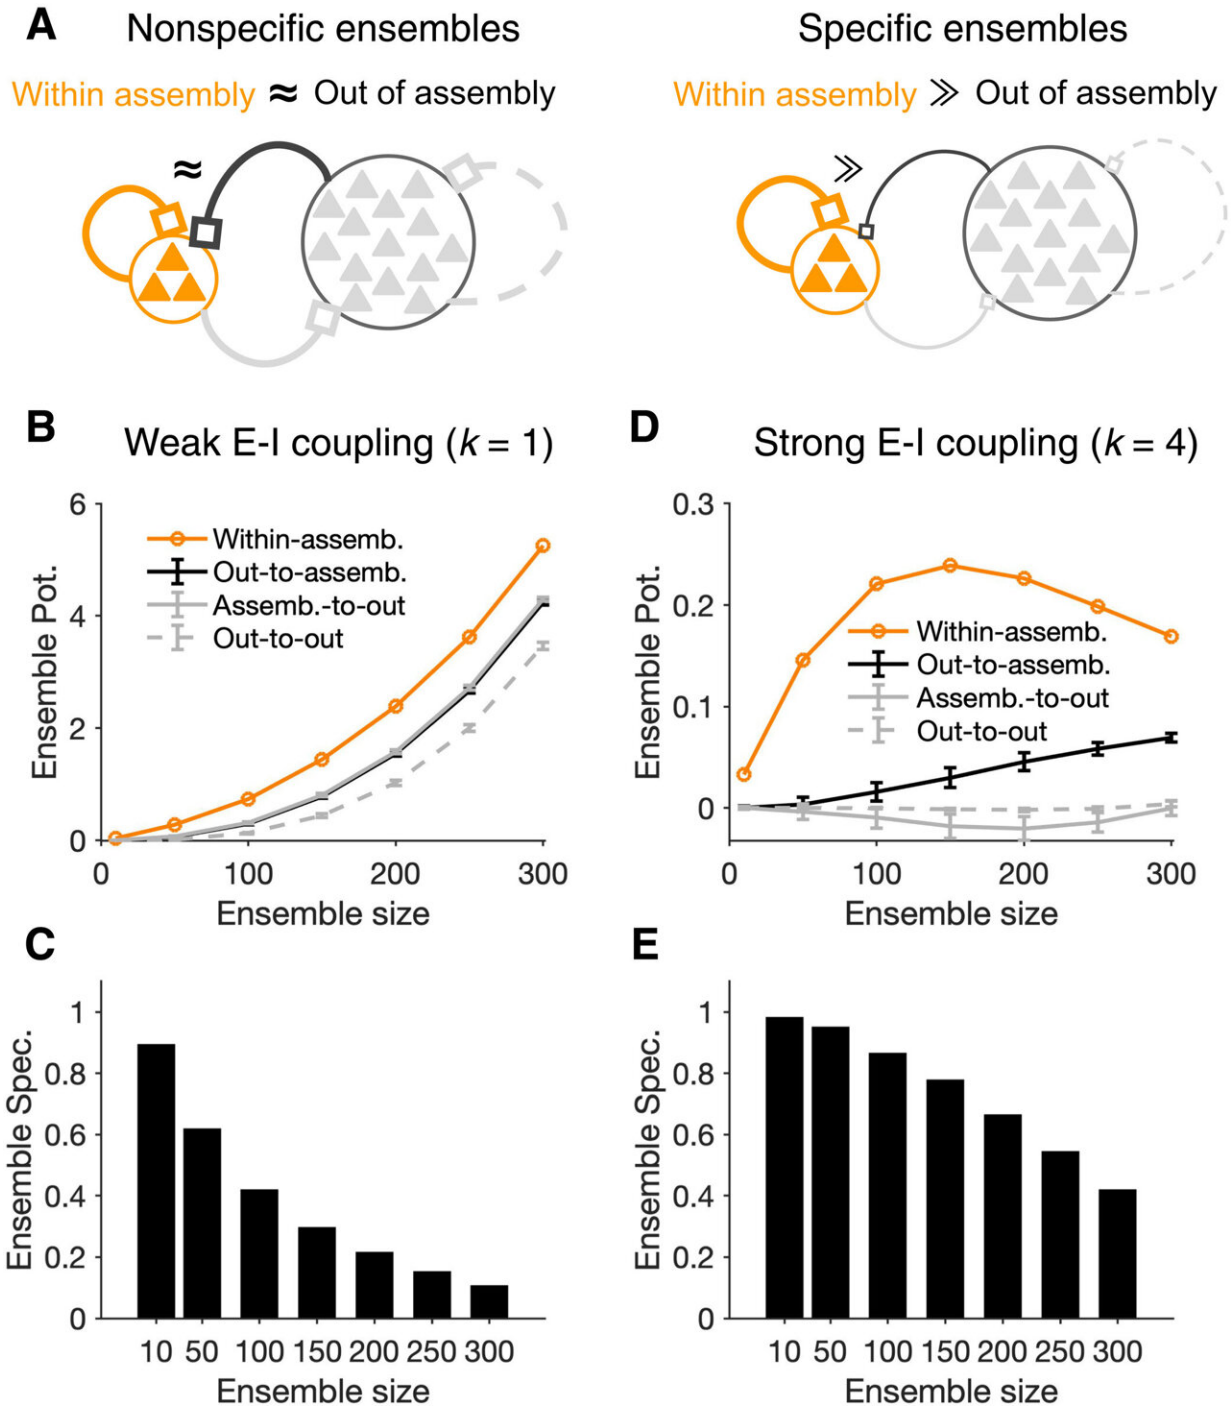 A
Nonspecific ensembles
Specific ensembles
Within assembly ≈ Out of assembly
Within assembly ≫ Out of assembly
≈
≫
B
Weak E-I coupling (k = 1)
Ensemble Pot.
6
4
2
0
Within-assemb.
Out-to-assemb.
Assemb.-to-out
Out-to-out
0 100 200 300
Ensemble size
D
Strong E-I coupling (k = 4)
Ensemble Pot.
0.3
0.2
0.1
0
Within-assemb.
Out-to-assemb.
Assemb.-to-out
Out-to-out
0 100 200 300
Ensemble size
C
Ensemble Spec.
1
0.8
0.6
0.4
0.2
0
10 50 100 150 200 250 300
Ensemble size
E
Ensemble Spec.
1
0.8
0.6
0.4
0.2
0
10 50 100 150 200 250 300
Ensemble size